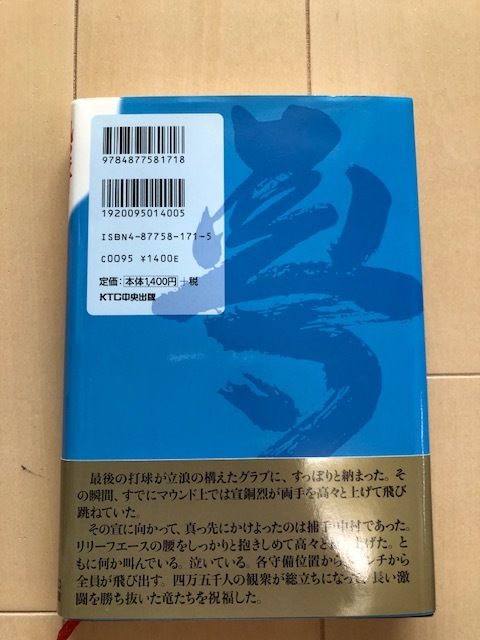 9784877581718
1920095014005
ISBN4-87758-171-5
C0095 ¥1400E
定価：本体1,400円＋税
KTC中央出版
最後の打球が立浪の構えたグラブに、すっぽりと納まった。そ
の瞬間、すでにマウンド上では宣銅烈が両手を高々と上げて飛び
跳ねていた。
その宣に向かって、真っ先にかけよったのは捕手・中村であった。
リリーフエースの腰をしっかりと抱きしめて高々と上げた。と
もに何か叫んでいる。泣いている。各守備位置からンチから
全員が飛び出す。四万五千人の観衆が総立ちになって、長い激
闘を勝ち抜いた竜たちを祝福した。